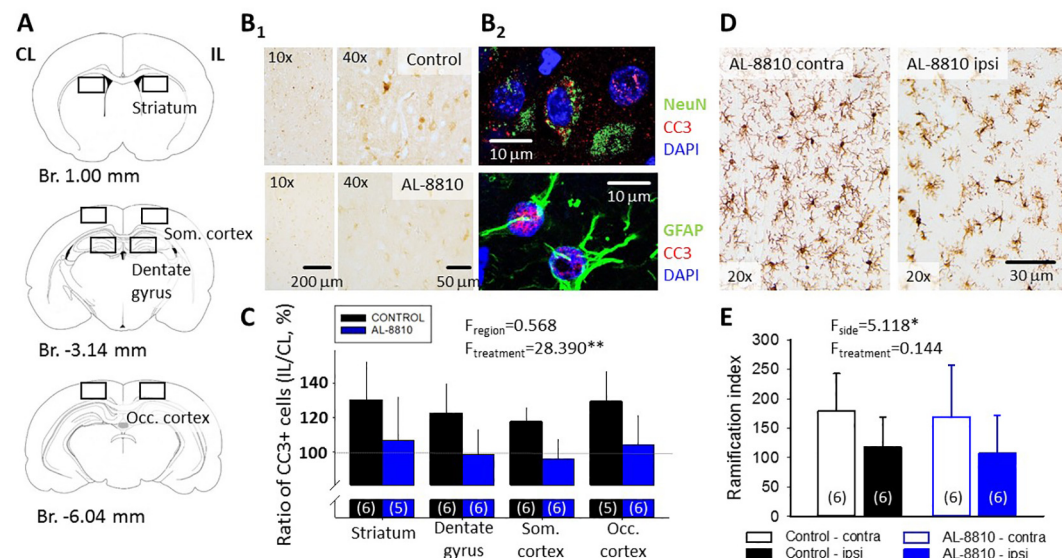 A
CL
IL
Striatum
Br. 1.00 mm
Som. cortex
Dentate
gyrus
Br. -3.14 mm
Occ. cortex
Br. -6.04 mm
B1
10x
40x
Control
10x
40x
AL-8810
200 µm
50 µm
B2
10 µm
NeuN
CC3
DAPI
10 µm
GFAP
CC3
DAPI
C
CONTROL
AL-8810
Fregion=0.568
Ftreatment=28.390**
Ratio of CC3+ cells (IL/CL, %)
140
120
100
(6) (5) (6) (6) (6) (6) (5) (6)
Striatum
Dentate
gyrus
Som.
cortex
Occ.
cortex
D
AL-8810 contra
AL-8810 ipsi
20x
20x
30 µm
E
Fside=5.118*
Ftreatment=0.144
Ramification index
300
250
200
150
100
50
0
(6) (6) (6) (6)
Control - contra
Control - ipsi
AL-8810 - contra
AL-8810 - ipsi